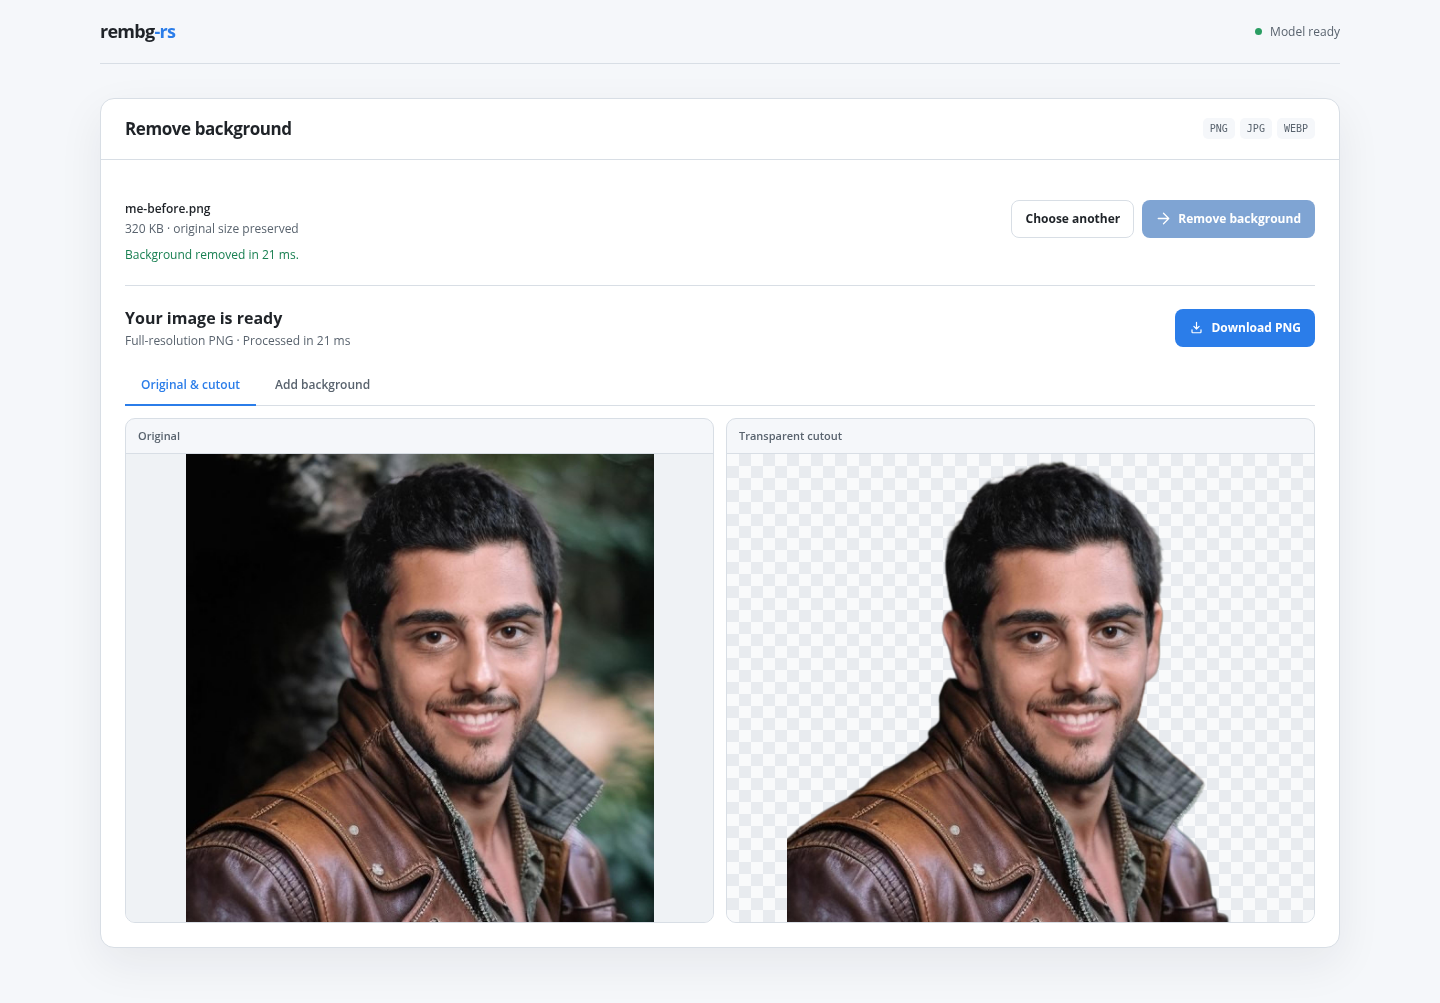 rembg-rs
Model ready
Remove background
PNG JPG WEBP
me-before.png
320 KB · original size preserved
Background removed in 21 ms.
Choose another
Remove background
Your image is ready
Full-resolution PNG · Processed in 21 ms
Download PNG
Original & cutout
Add background
Original
Transparent cutout